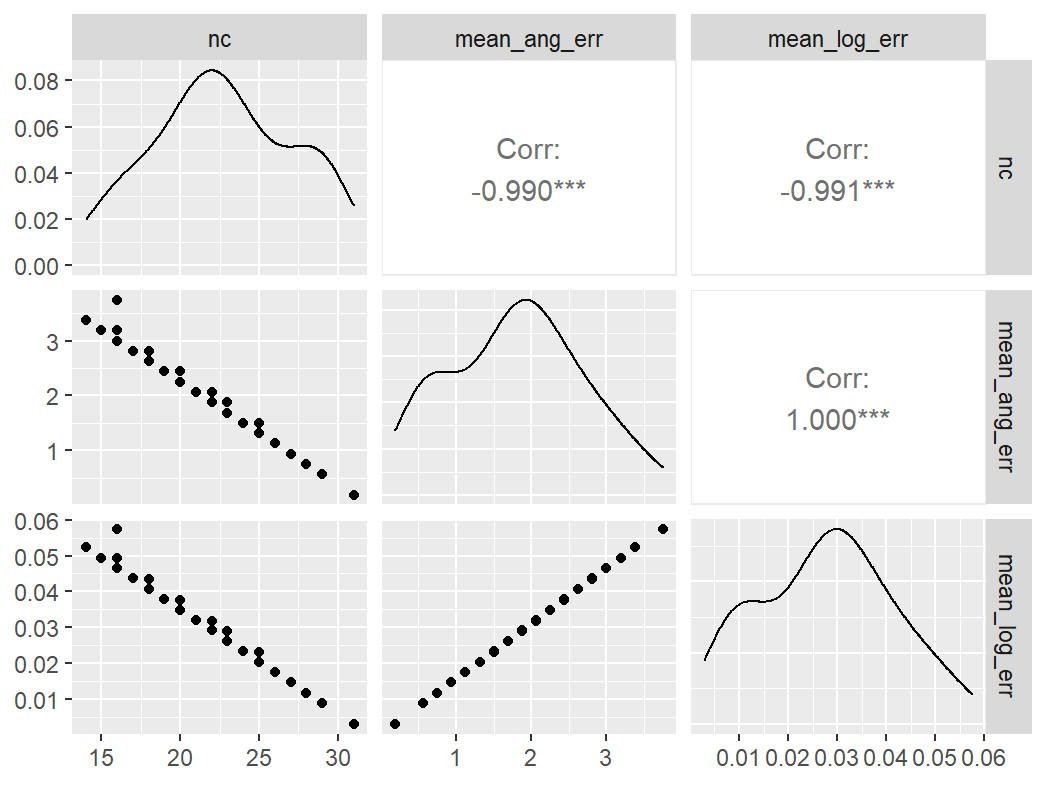 nc mean_ang_err mean_log_err
0.08
0.06
0.04
0.02
0.00
Corr:
-0.990***
Corr:
-0.991***
nc
3
2
1
Corr:
1.000***
mean_ang_err
0.06
0.05
0.04
0.03
0.02
0.01
mean_log_err
15 20 25 30
1 2 3
0.01 0.02 0.03 0.04 0.05 0.06